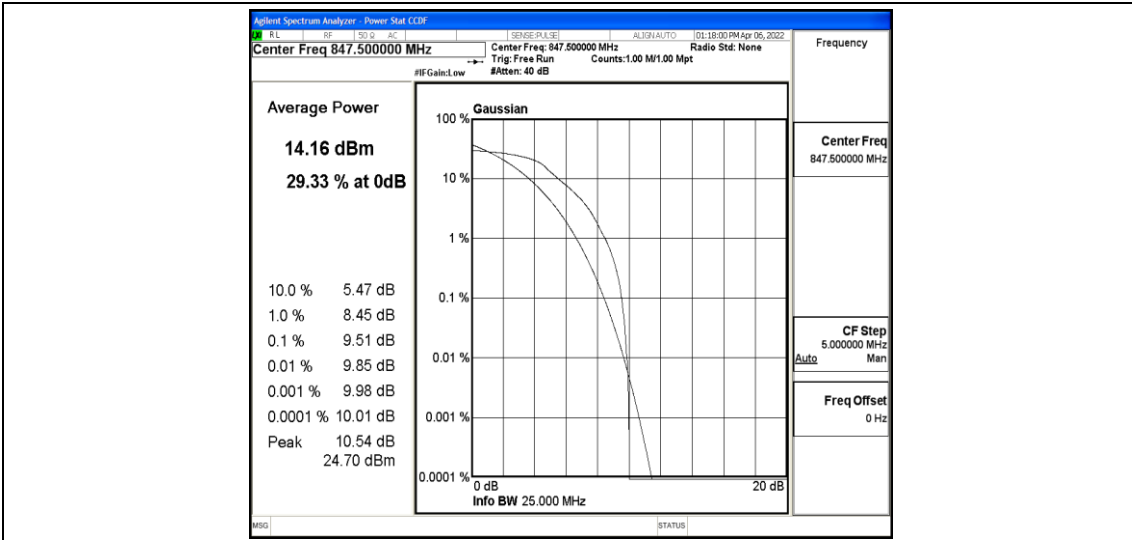 Agilent Spectrum Analyzer - Power Stat CCDF
RL RF 50 Ω AC SENSE:PULSE ALIGN AUTO 01:18:00 PM Apr 06, 2022
Center Freq 847.500000 MHz Center Freq: 847.500000 MHz Radio Std: None
Trig: Free Run Counts:1.00 M/1.00 Mpt
#IFGain:Low #Atten: 40 dB
Frequency
Average Power
14.16 dBm
29.33 % at 0dB
10.0 % 5.47 dB
1.0 % 8.45 dB
0.1 % 9.51 dB
0.01 % 9.85 dB
0.001 % 9.98 dB
0.0001 % 10.01 dB
Peak 10.54 dB
24.70 dBm
Gaussian
100 %
10 %
1 %
0.1 %
0.01 %
0.001 %
0.0001 %
0 dB 20 dB
Info BW 25.000 MHz
Center Freq
847.500000 MHz
CF Step
5.000000 MHz
Auto Man
Freq Offset
0 Hz
MSG STATUS